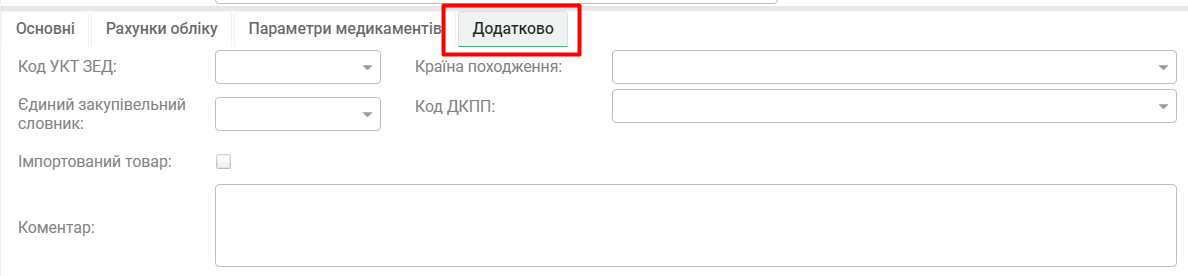 Основні Рахунки обліку Параметри медикаментів Додатково
Код УКТ ЗЕД: Країна походження:
Єдиний закупівельний
словник: Код ДКПП:
Імпортований товар:
Коментар: